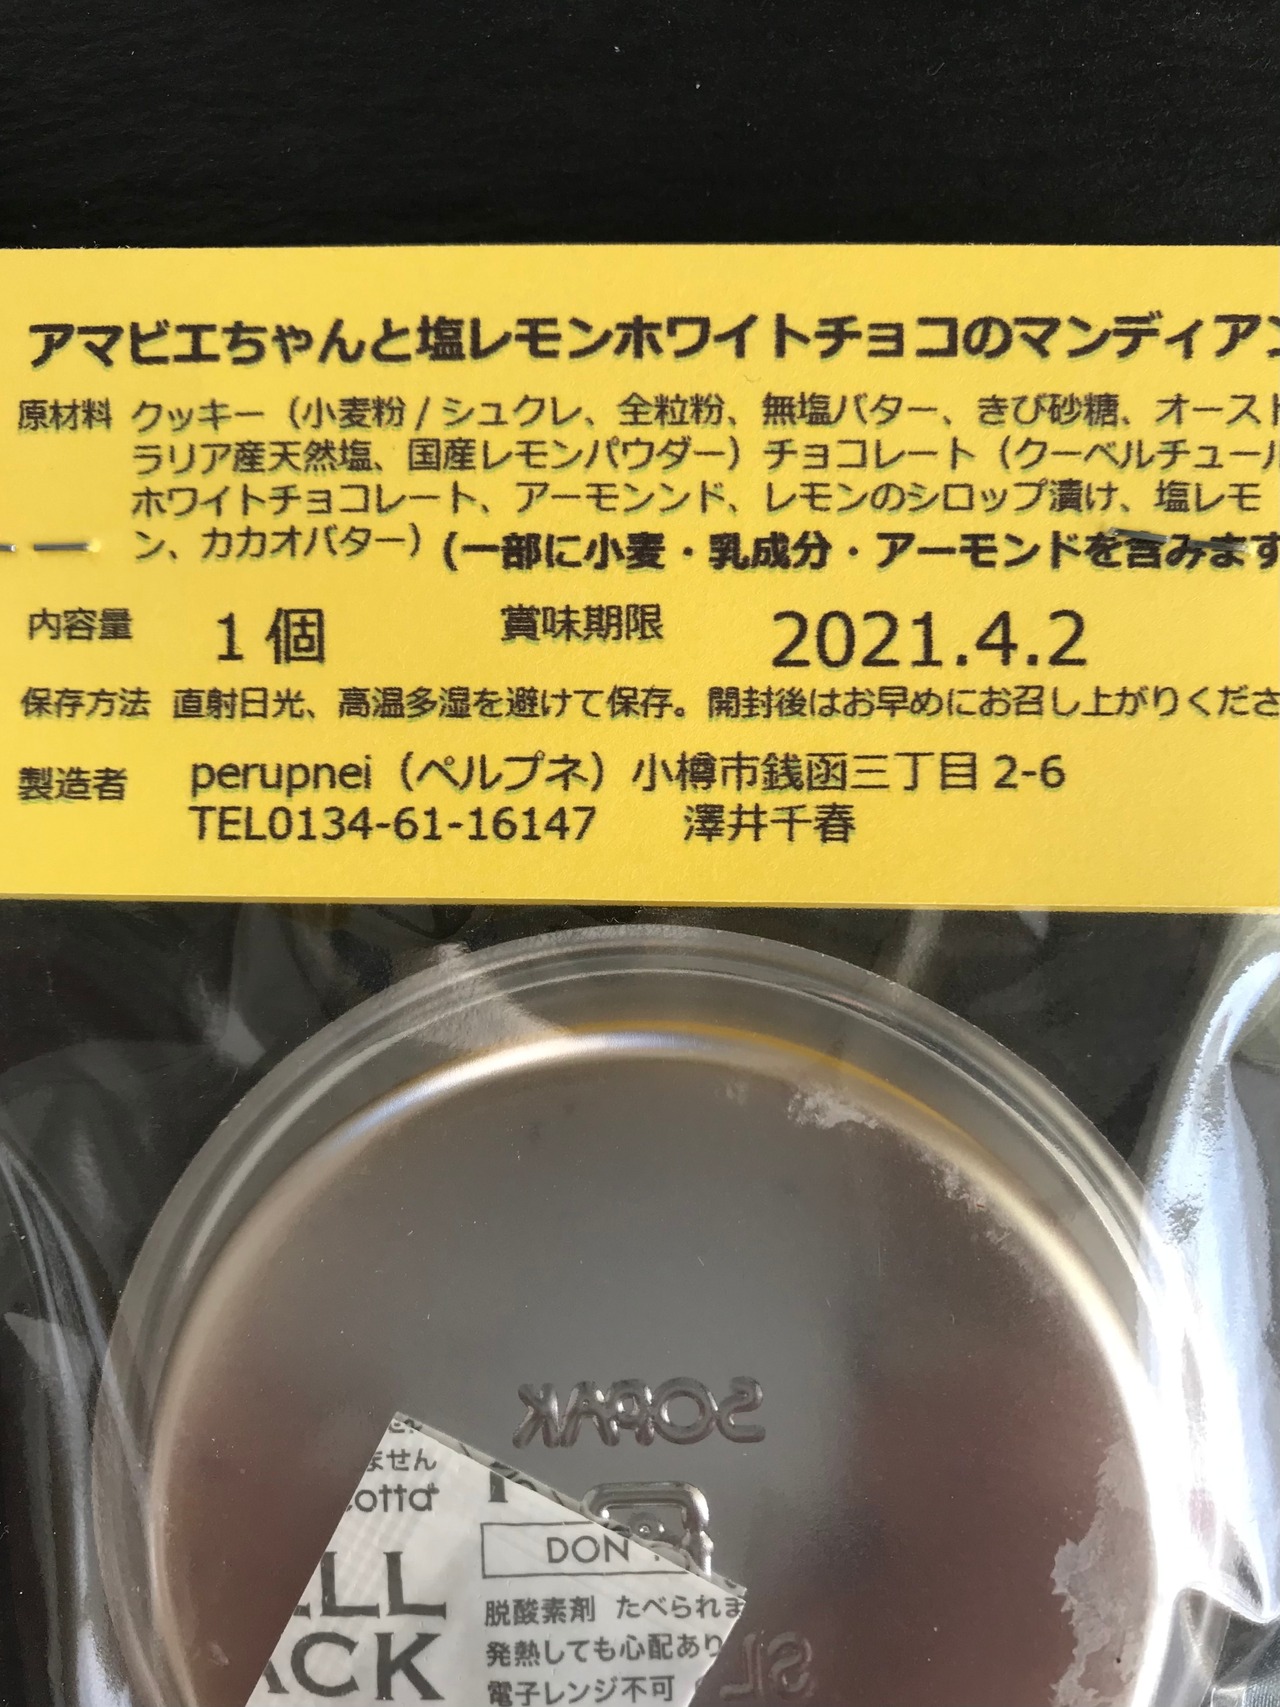 アマビエちゃんと塩レモンホワイトチョコのマンディアン
原材料 クッキー（小麦粉 / シュクレ、全粒粉、無塩バター、きび砂糖、オースト
ラリア産天然塩、国産レモンパウダー）チョコレート（クーベルチュール
ホワイトチョコレート、アーモンンド、レモンのシロップ漬け、塩レモ
ン、カカオバター）(一部に小麦・乳成分・アーモンドを含みます
内容量 1 個 賞味期限 2021.4.2
保存方法 直射日光、高温多湿を避けて保存。開封後はお早めにお召し上がりくださ
製造者 perupnei（ペルプネ）小樽市銭函三丁目 2-6
TEL0134-61-16147 澤井千春
SOPAK
ません
cotta
DON
脱酸素剤 たべられま
発熱しても心配あり
電子レンジ不可